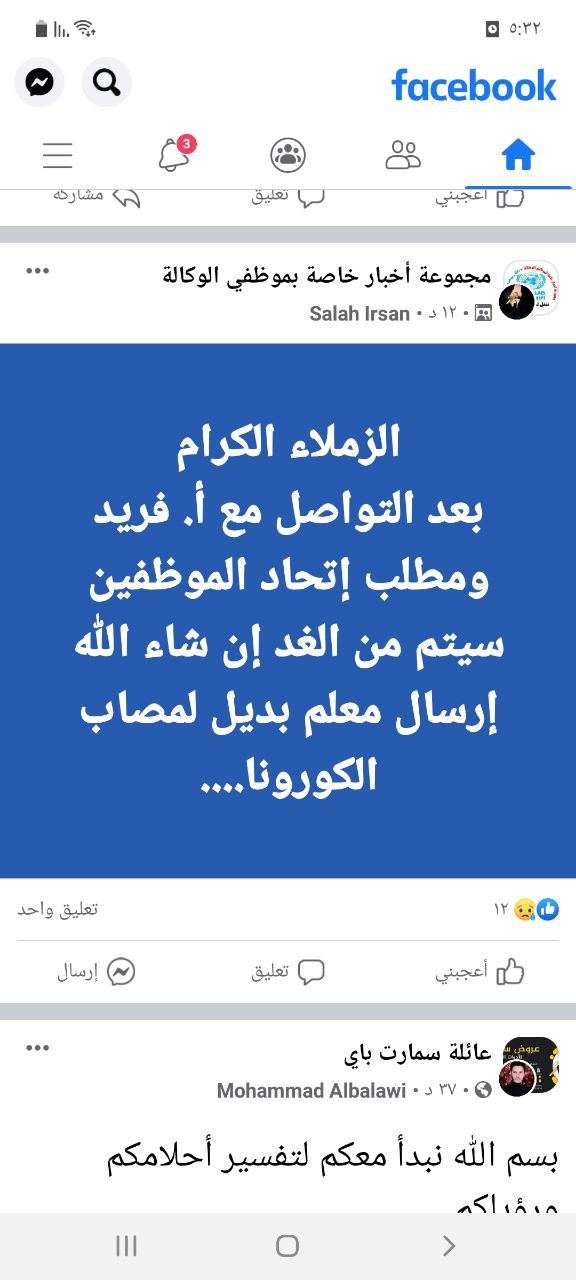 ٥:٣٢
facebook
3
أعجبني تعليق مشاركة
مجموعة أخبار خاصة بموظفي الوكالة
Salah Irsan • ١٢ د •
الزملاء الكرام
بعد التواصل مع أ. فريد
ومطلب إتحاد الموظفين
سيتم من الغد إن شاء الله
إرسال معلم بديل لمصاب
الكورونا....
١٢ تعليق واحد
أعجبني تعليق إرسال
عائلة سمارت باي
Mohammad Albalawi • ٣٧ د •
بسم الله نبدأ معكم لتفسير أحلامكم
ورؤياكم